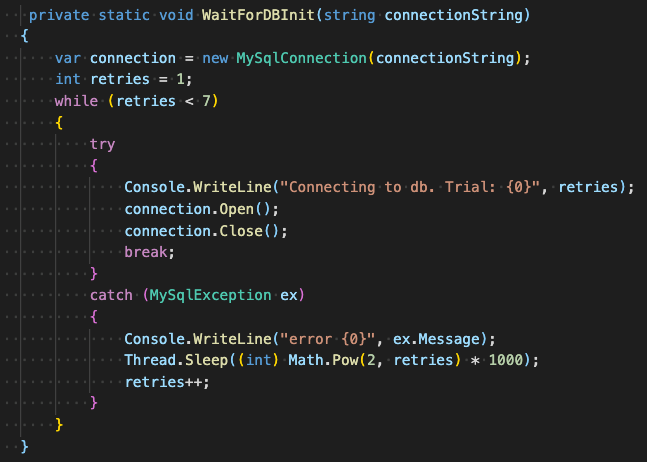 private static void WaitForDBInit(string connectionString)
{
var connection = new MySqlConnection(connectionString);
int retries = 1;
while (retries < 7)
{
try
{
Console.WriteLine("Connecting to db. Trial: {0}", retries);
connection.Open();
connection.Close();
break;
}
catch (MySqlException ex)
{
Console.WriteLine("error {0}", ex.Message);
Thread.Sleep((int) Math.Pow(2, retries) * 1000);
retries++;
}
}
}